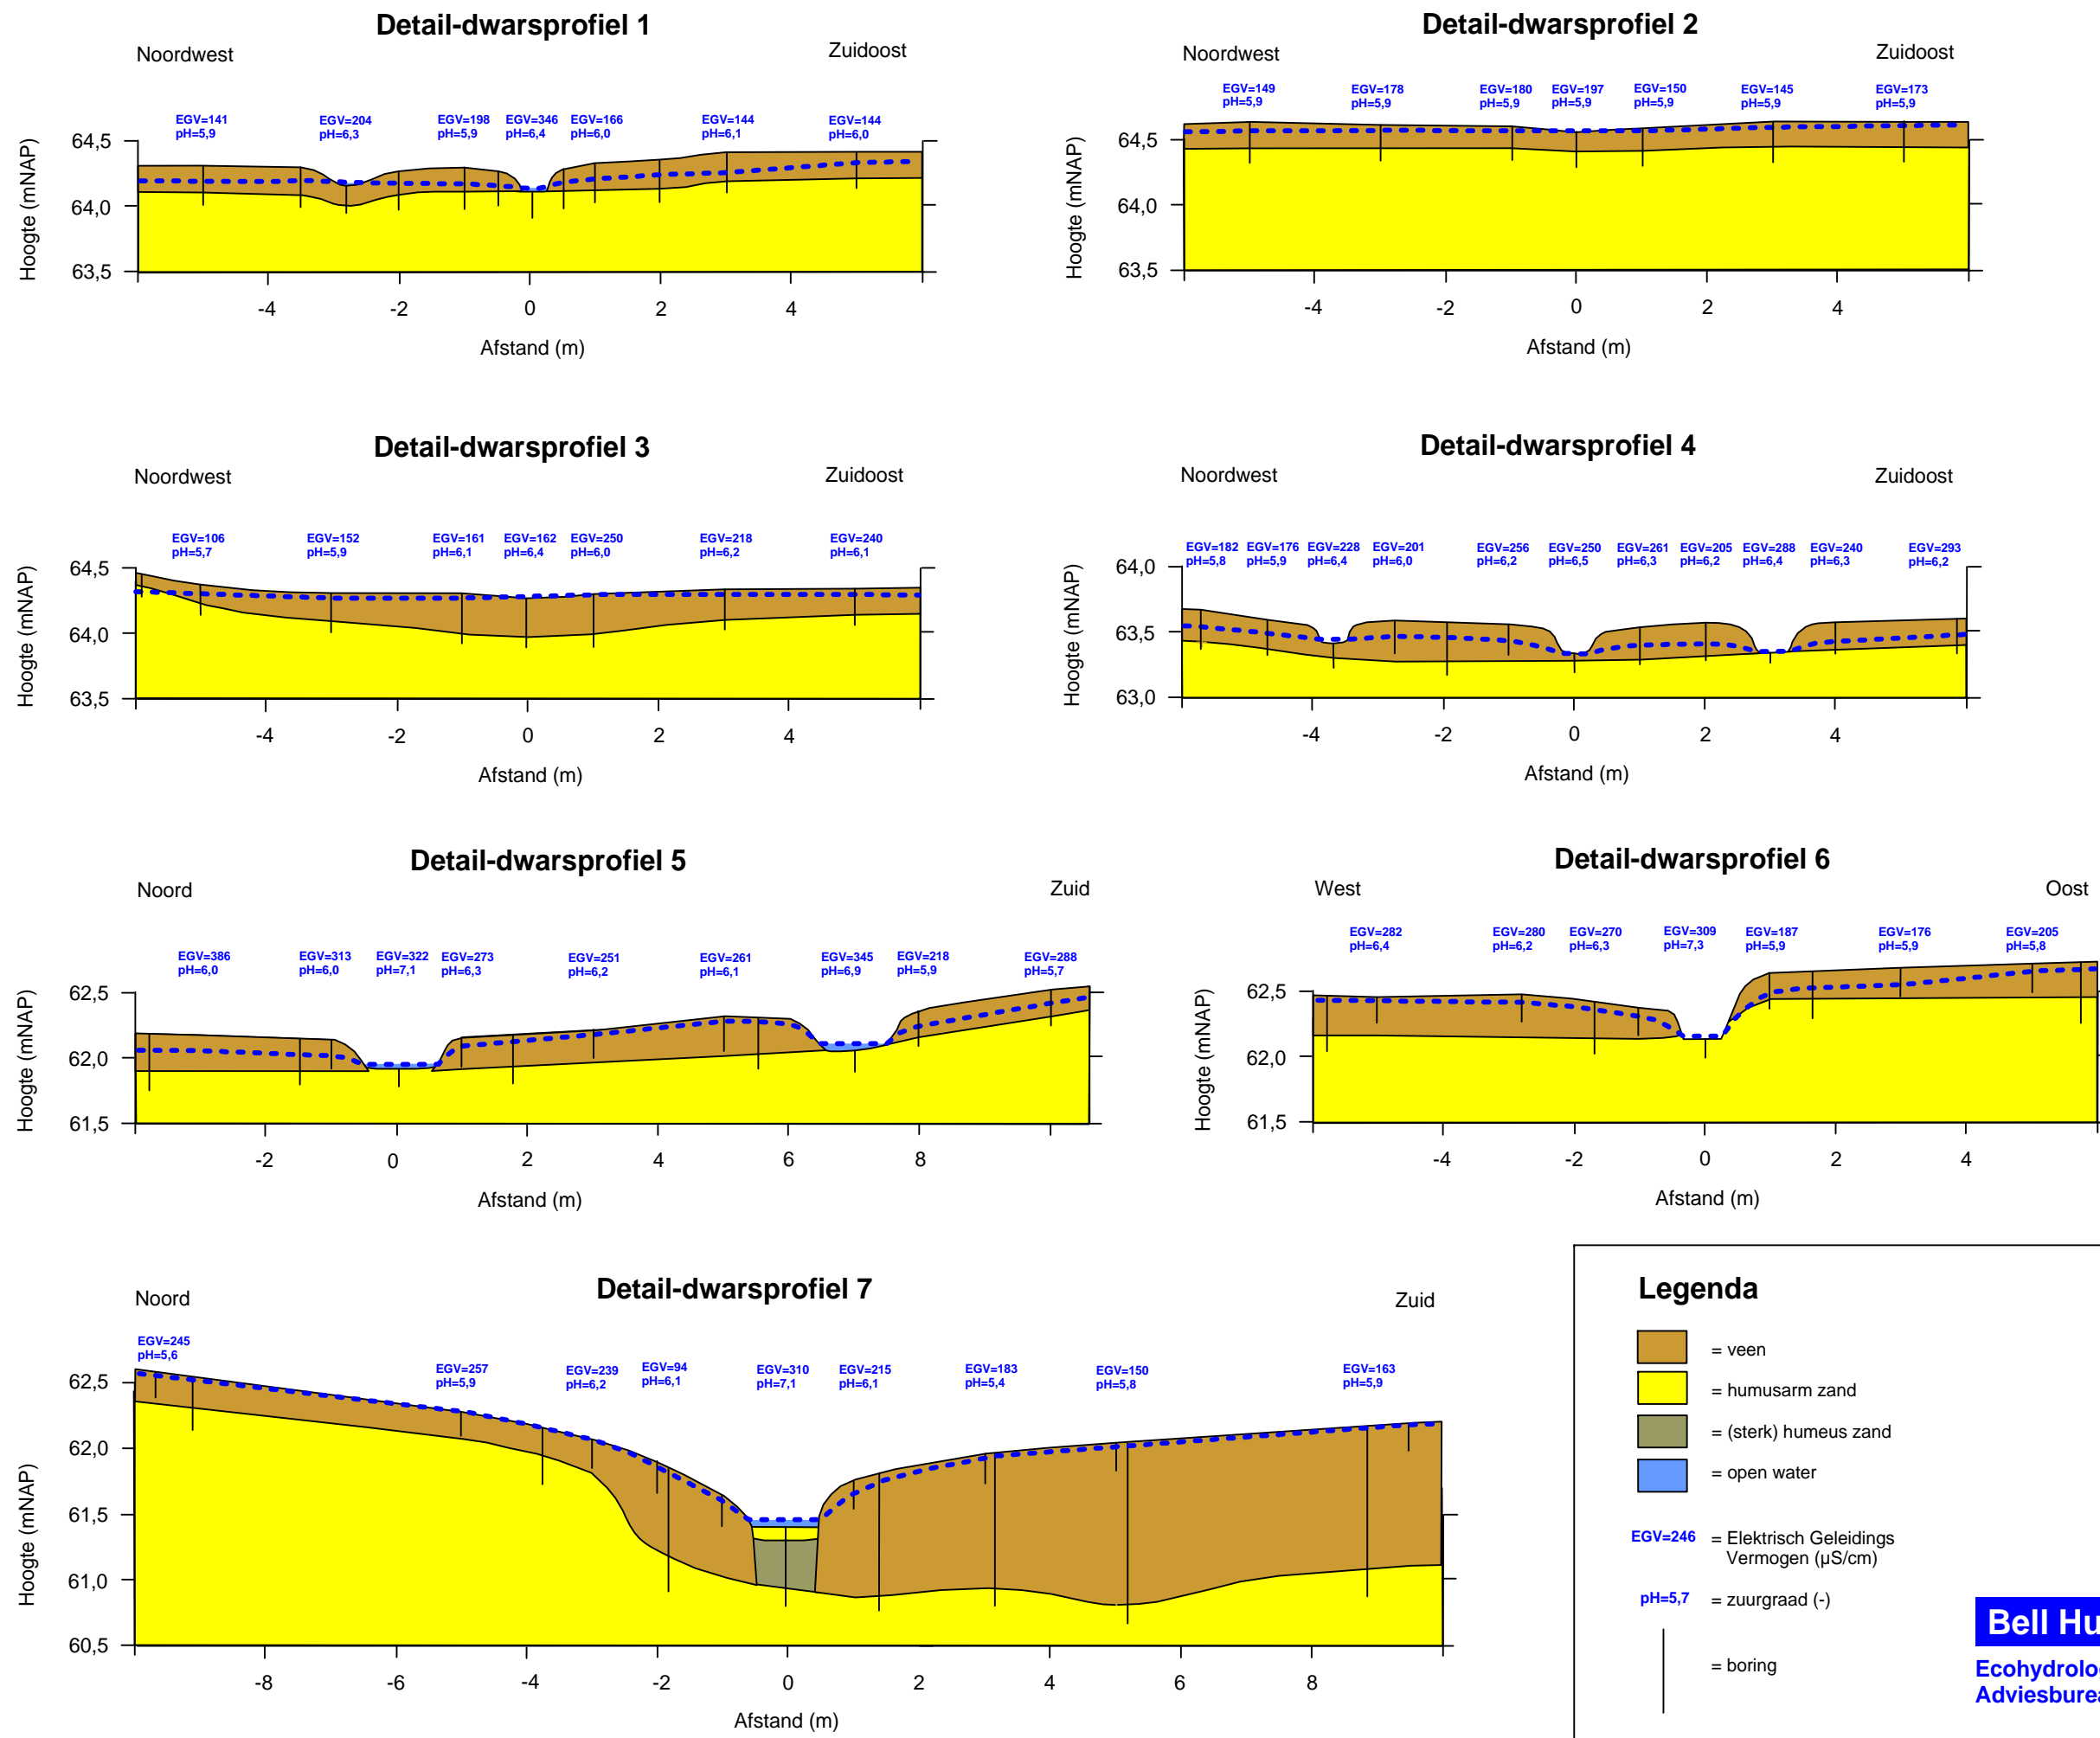 Detail-dwarsprofiel 1
Noordwest
Zuidoost
EGV=141 EGV=204 EGV=198 EGV=346 EGV=166 EGV=144 EGV=144
pH=5,9 pH=6,3 pH=5,9 pH=6,4 pH=6,0 pH=6,1 pH=6,0
Hoogte (mNAP)
64,5
64,0
63,5
-4 -2 0 2 4
Afstand (m)
Detail-dwarsprofiel 2
Noordwest
Zuidoost
EGV=149 EGV=178 EGV=180 EGV=197 EGV=150 EGV=145 EGV=173
pH=5,9 pH=5,9 pH=5,9 pH=5,9 pH=5,9 pH=5,9 pH=5,9
Hoogte (mNAP)
64,5
64,0
63,5
-4 -2 0 2 4
Afstand (m)
Detail-dwarsprofiel 3
Noordwest
Zuidoost
EGV=106 EGV=152 EGV=161 EGV=162 EGV=250 EGV=218 EGV=240
pH=5,7 pH=5,9 pH=6,1 pH=6,4 pH=6,0 pH=6,2 pH=6,1
Hoogte (mNAP)
64,5
64,0
63,5
-4 -2 0 2 4
Afstand (m)
Detail-dwarsprofiel 4
Noordwest
Zuidoost
EGV=182 EGV=176 EGV=228 EGV=201 EGV=256 EGV=250 EGV=261 EGV=205 EGV=288 EGV=240 EGV=293
pH=5,8 pH=5,9 pH=6,4 pH=6,0 pH=6,2 pH=6,5 pH=6,3 pH=6,2 pH=6,4 pH=6,3 pH=6,2
Hoogte (mNAP)
64,0
63,5
63,0
-4 -2 0 2 4
Afstand (m)
Detail-dwarsprofiel 5
Noord
Zuid
EGV=386 EGV=313 EGV=322 EGV=273 EGV=251 EGV=261 EGV=345 EGV=218 EGV=288
pH=6,0 pH=6,0 pH=7,1 pH=6,3 pH=6,2 pH=6,1 pH=6,9 pH=5,9 pH=5,7
Hoogte (mNAP)
62,5
62,0
61,5
-2 0 2 4 6 8
Afstand (m)
Detail-dwarsprofiel 6
West
Oost
EGV=282 EGV=280 EGV=270 EGV=309 EGV=187 EGV=176 EGV=205
pH=6,4 pH=6,2 pH=6,3 pH=7,3 pH=5,9 pH=5,9 pH=5,8
Hoogte (mNAP)
62,5
62,0
61,5
-4 -2 0 2 4
Afstand (m)
Detail-dwarsprofiel 7
Noord
Zuid
EGV=245 EGV=257 EGV=239 EGV=94 EGV=310 EGV=215 EGV=183 EGV=150 EGV=163
pH=5,6 pH=5,9 pH=6,2 pH=6,1 pH=7,1 pH=6,1 pH=5,4 pH=5,8 pH=5,9
Hoogte (mNAP)
62,5
62,0
61,5
61,0
60,5
-8 -6 -4 -2 0 2 4 6 8
Afstand (m)
Legenda
= veen
= humusarm zand
= (sterk) humeus zand
= open water
EGV=246 = Elektrisch Geleidings
Vermogen (µS/cm)
pH=5,7 = zuurgraad (-)
= boring
Bell Hu
Ecohydrolo
Adviesburea